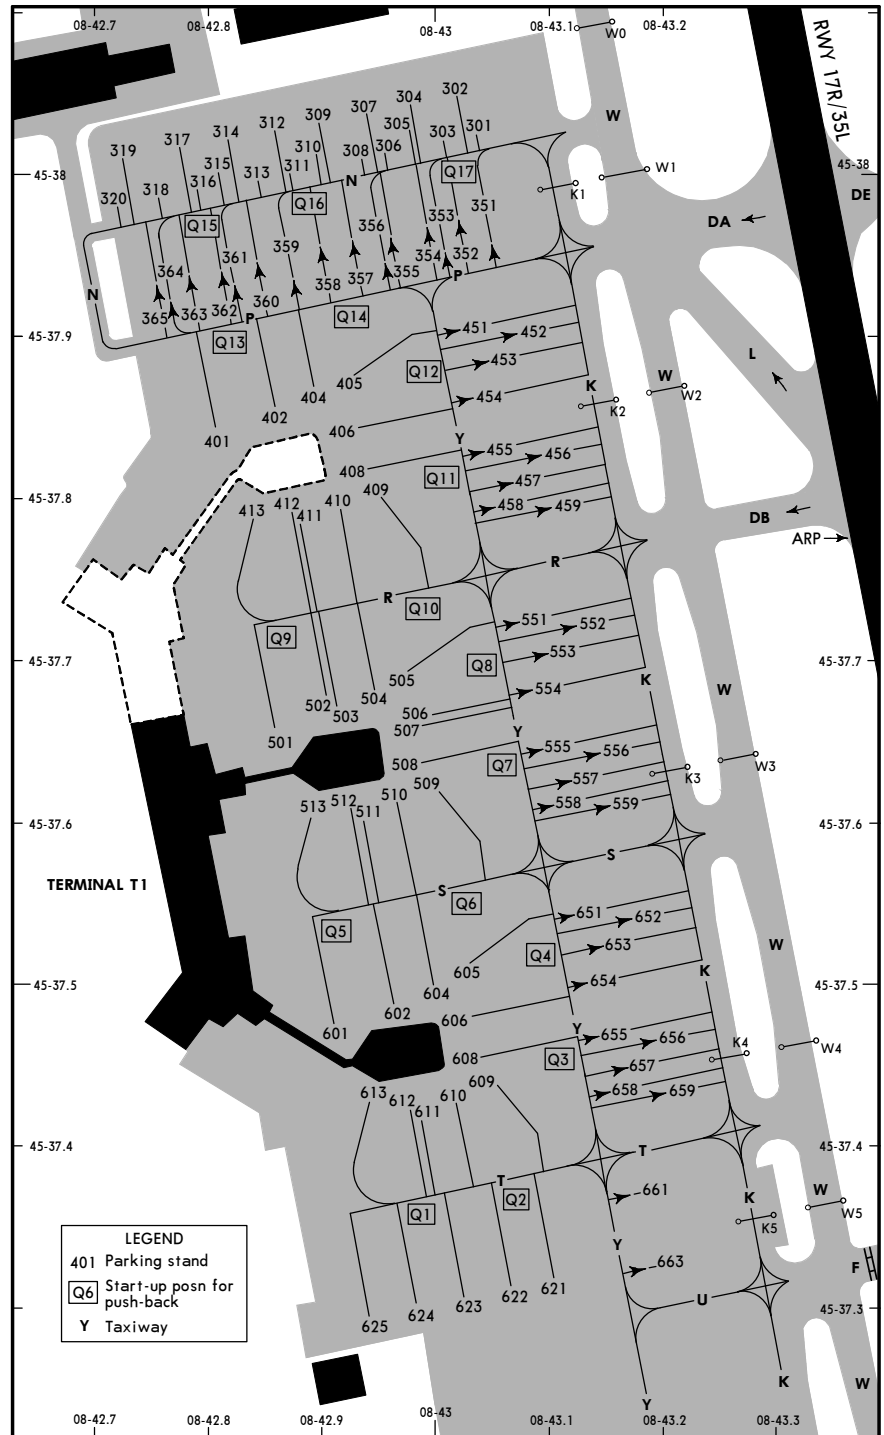 08-42.7
08-42.8
08-43
08-43.1
08-43.2
W0
RWY 17R/35L
W
302
304
307
309
312
314
317
319
301
303
305
306
308
310
311
313
315
316
318
320
Q17
Q16
Q15
N
W1
K1
45-38
45-38
DE
DA
351
353
356
359
361
364
352
354
355
357
358
360
362
363
365
P
P
N
Q14
Q13
45-37.9
451
452
453
454
405
Q12
404
402
401
406
K
K2
W
W2
L
Y
408
409
410
411
412
413
Q11
455
456
457
458
459
45-37.8
DB
ARP
R
R
Q10
Q9
551
552
553
554
Q8
505
504
503
502
501
506
507
508
45-37.7
45-37.7
K
W
W3
K3
Y
509
510
511
512
513
Q7
555
556
557
558
559
45-37.6
45-37.6
TERMINAL T1
S
S
Q6
Q5
651
652
653
654
Q4
605
604
602
601
606
608
W
K
45-37.5
45-37.5
Y
Q3
655
656
657
658
659
K4
W4
609
610
611
612
613
45-37.4
45-37.4
T
T
Q2
Q1
661
663
K
K5
W
W5
Y
F
U
621
622
623
624
625
45-37.3
LEGEND
401 Parking stand
Q6 Start-up posn for
push-back
Y Taxiway
K
W
Y
08-42.7
08-42.8
08-42.9
08-43
08-43.1
08-43.2
08-43.3